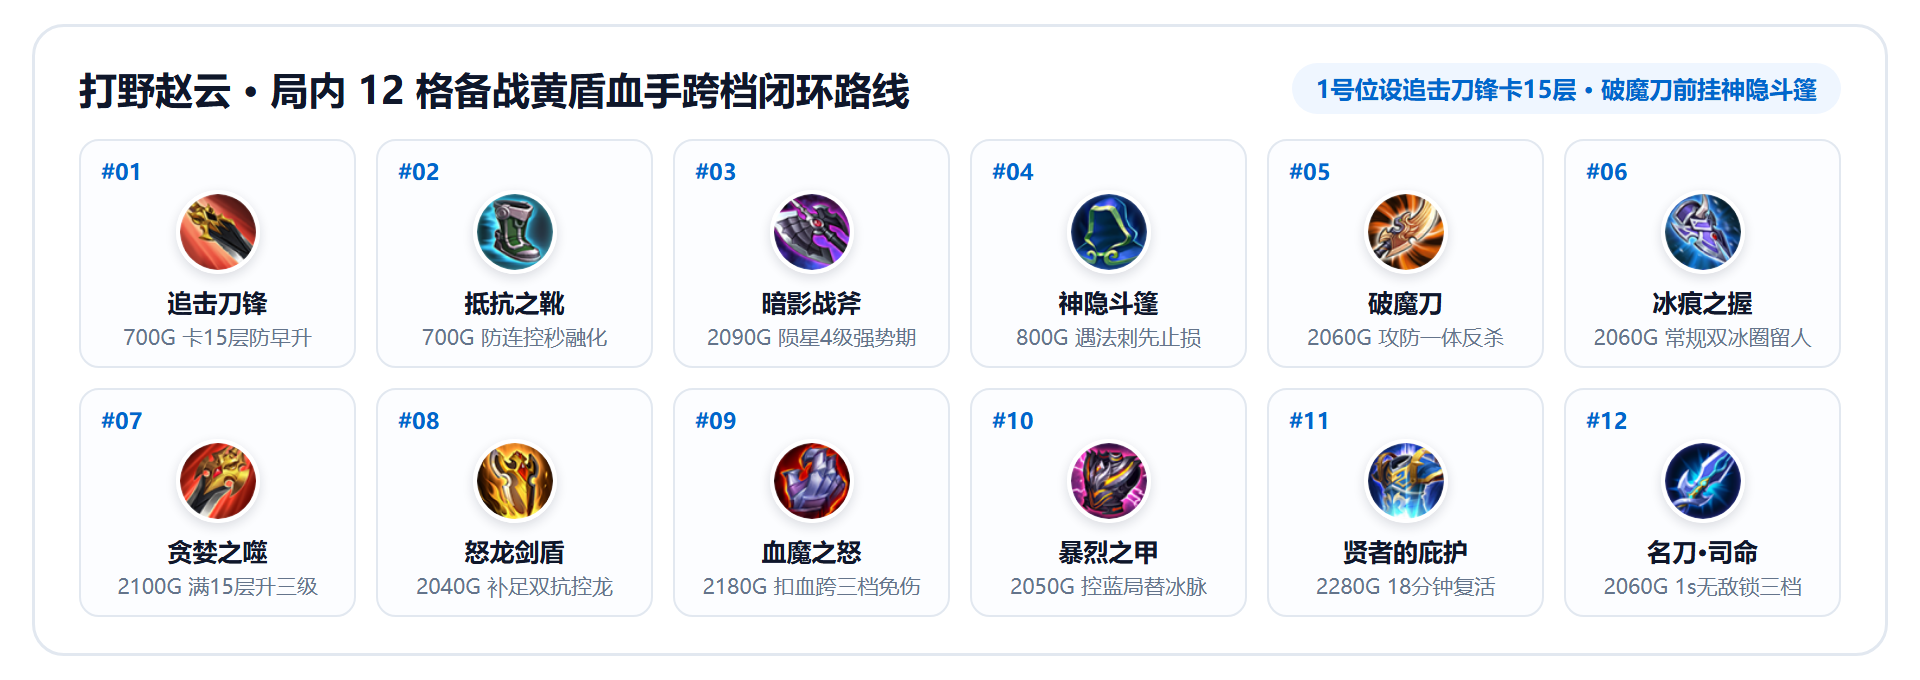 打野赵云 • 局内 12 格备战黄盾血手跨档闭环路线
1号位设追击刀锋卡15层 • 破魔刀前挂神隐斗篷
#01
追击刀锋
700G 卡15层防早升
#02
抵抗之靴
700G 防连控秒融化
#03
暗影战斧
2090G 陨星4级强势期
#04
神隐斗篷
800G 遇法刺先止损
#05
破魔刀
2060G 攻防一体反杀
#06
冰痕之握
2060G 常规双冰圈留人
#07
贪婪之噬
2100G 满15层升三级
#08
怒龙剑盾
2040G 补足双抗控龙
#09
血魔之怒
2180G 扣血跨三档免伤
#10
暴烈之甲
2050G 控蓝局替冰脉
#11
贤者的庇护
2280G 18分钟复活
#12
名刀•司命
2060G 1s无敌锁三档